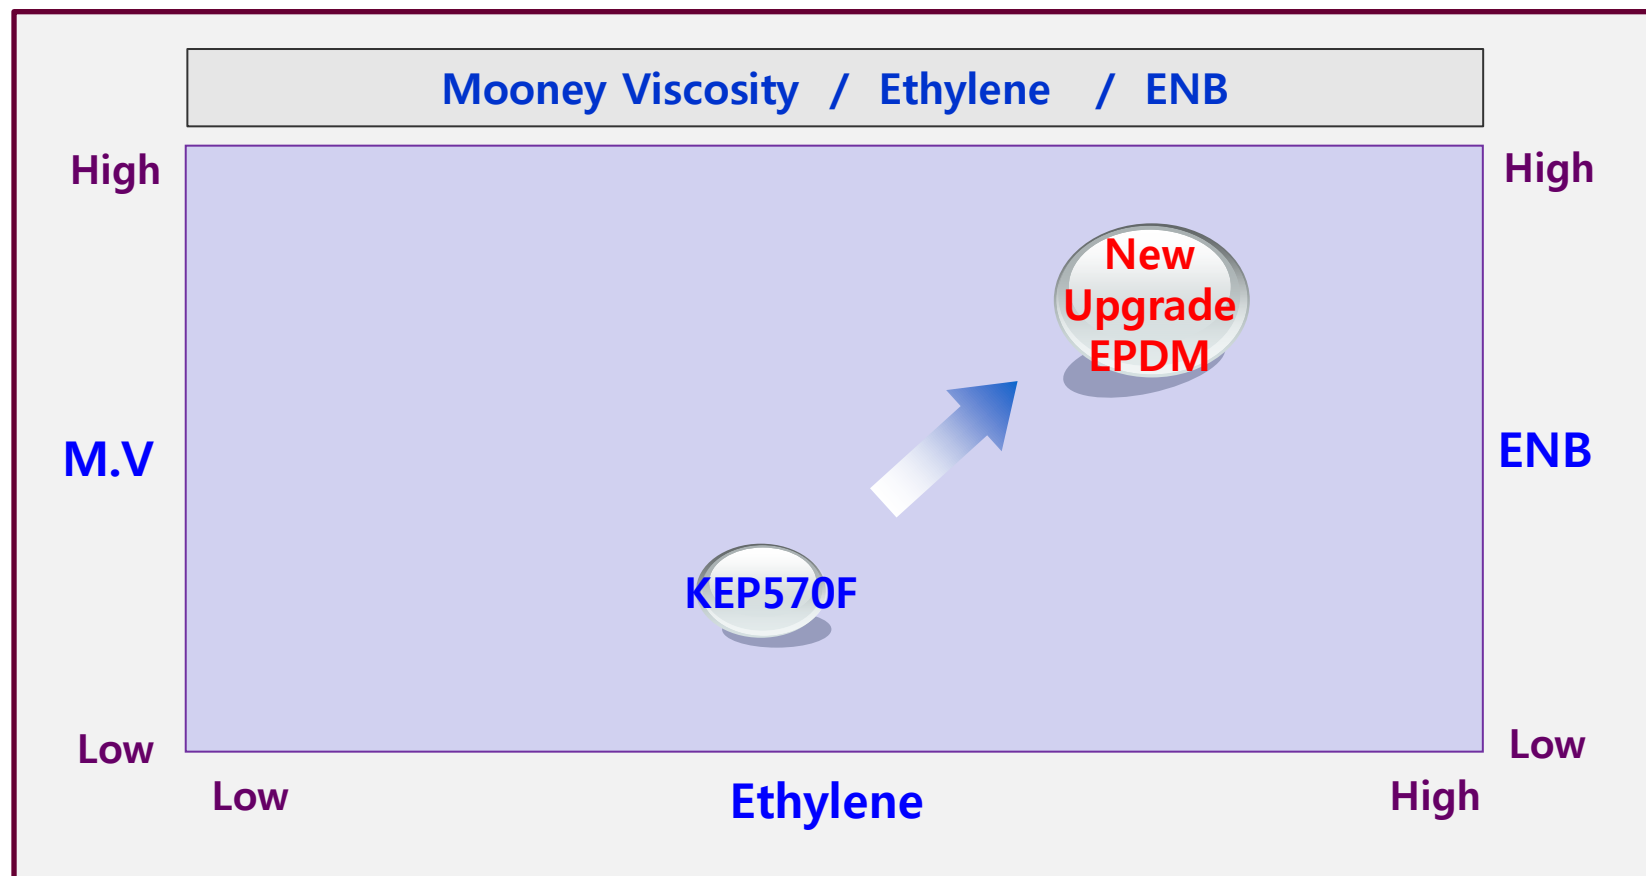 Mooney Viscosity / Ethylene / ENB
High
High
New
Upgrade
EPDM
M.V
ENB
KEP570F
Low
Low
Low
Ethylene
High